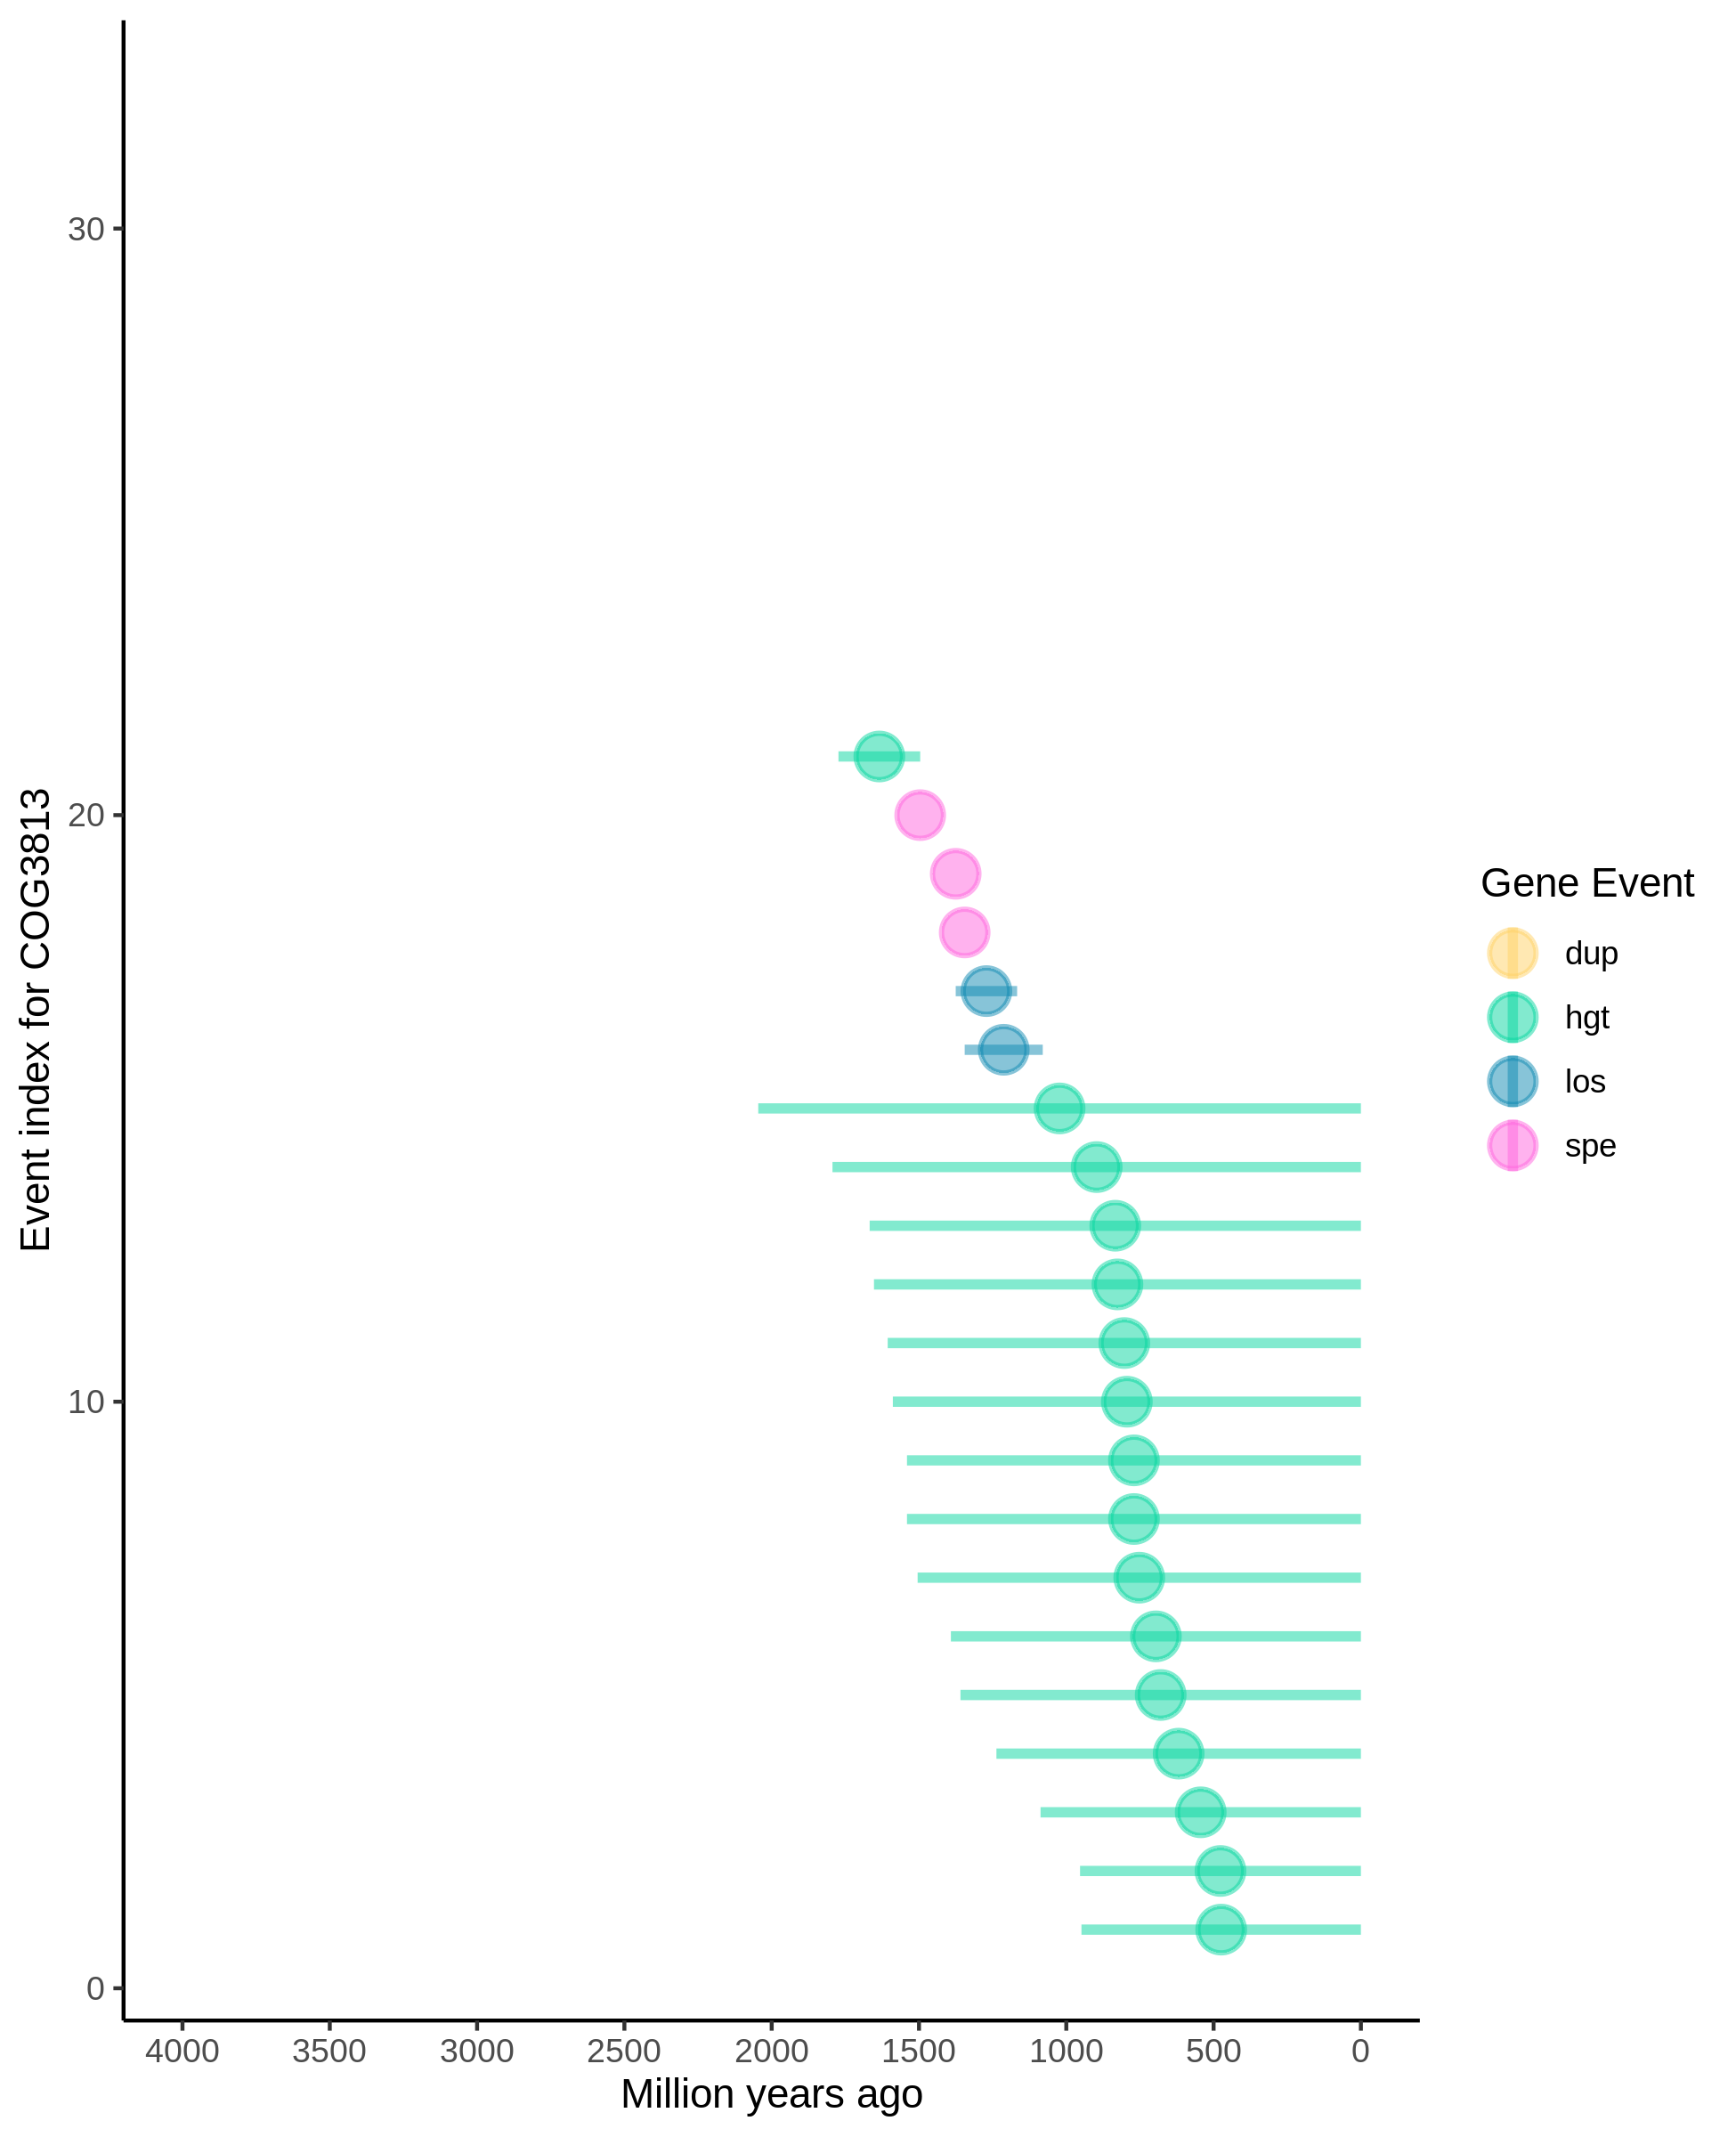 30
20
10
0
Event index for COG3813
4000 3500 3000 2500 2000 1500 1000 500 0
Million years ago
Gene Event
dup
hgt
los
spe